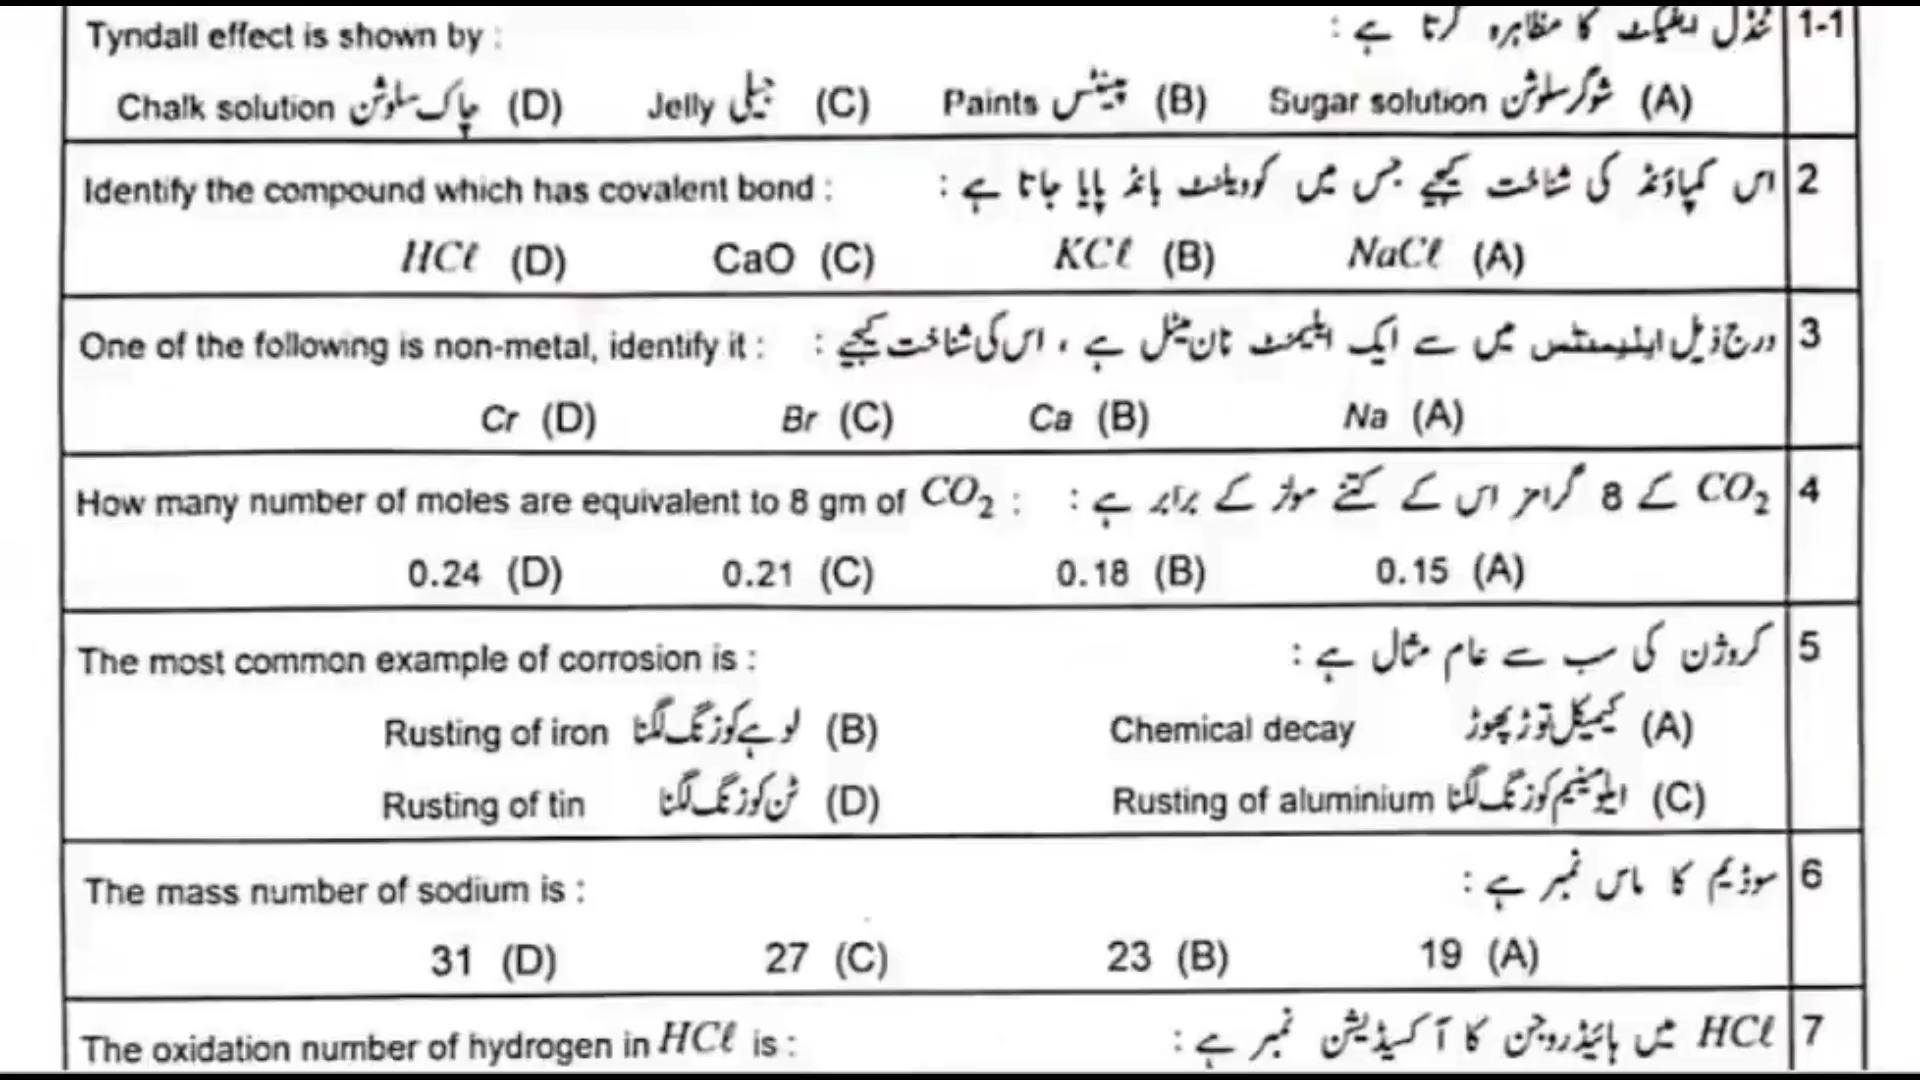 Tyndall effect is shown by : ٹنڈل ایفیکٹ کا مظاہرہ کرتا ہے : 1-1
Chalk solution چاک سلوشن (D) Jelly جیلی (C) Paints پینٹس (B) Sugar solution شوگر سلوشن (A)
Identify the compound which has covalent bond : اس کمپاؤنڈ کی شناخت کیجیے جس میں کوویلنٹ بانڈ پایا جاتا ہے : 2
HCℓ (D) CaO (C) KCℓ (B) NaCℓ (A)
One of the following is non-metal, identify it : درج ذیل ایلیمنٹس میں سے ایک ایلیمنٹ نان میٹل ہے ، اس کی شناخت کیجیے : 3
Cr (D) Br (C) Ca (B) Na (A)
How many number of moles are equivalent to 8 gm of CO₂ : CO₂ کے 8 گرامز اس کے کتنے مولز کے برابر ہے : 4
0.24 (D) 0.21 (C) 0.18 (B) 0.15 (A)
The most common example of corrosion is : کروژن کی سب سے عام مثال ہے : 5
Rusting of iron لوہے کو زنگ لگنا (B) Chemical decay کیمیکل توڑ پھوڑ (A)
Rusting of tin ٹن کو زنگ لگنا (D) Rusting of aluminium ایلومینیم کو زنگ لگنا (C)
The mass number of sodium is : سوڈیم کا ماس نمبر ہے : 6
31 (D) 27 (C) 23 (B) 19 (A)
The oxidation number of hydrogen in HCℓ is : HCℓ میں ہائیڈروجن کا آکسیڈیشن نمبر ہے : 7